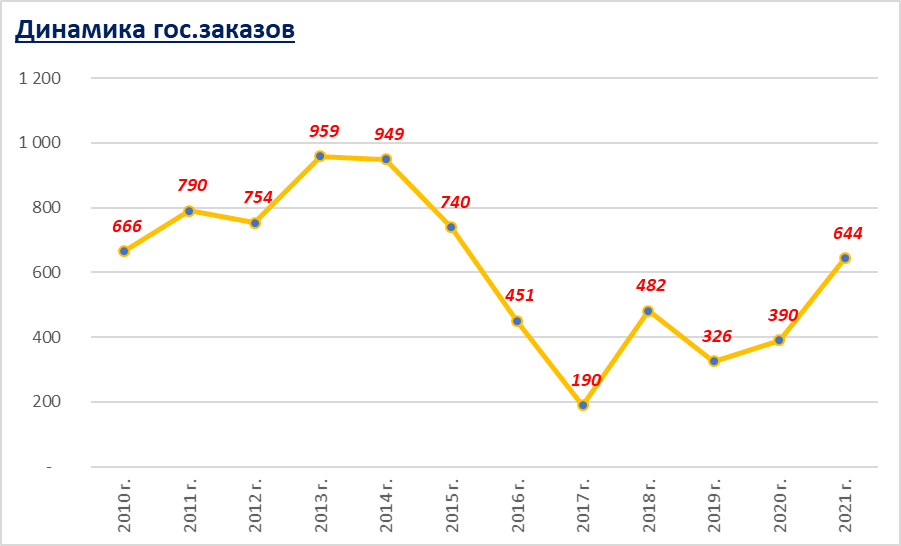 Динамика гос.заказов
1 200
1 000
800
600
400
200
-
666
790
754
959
949
740
451
190
482
326
390
644
2010 г.
2011 г.
2012 г.
2013 г.
2014 г.
2015 г.
2016 г.
2017 г.
2018 г.
2019 г.
2020 г.
2021 г.